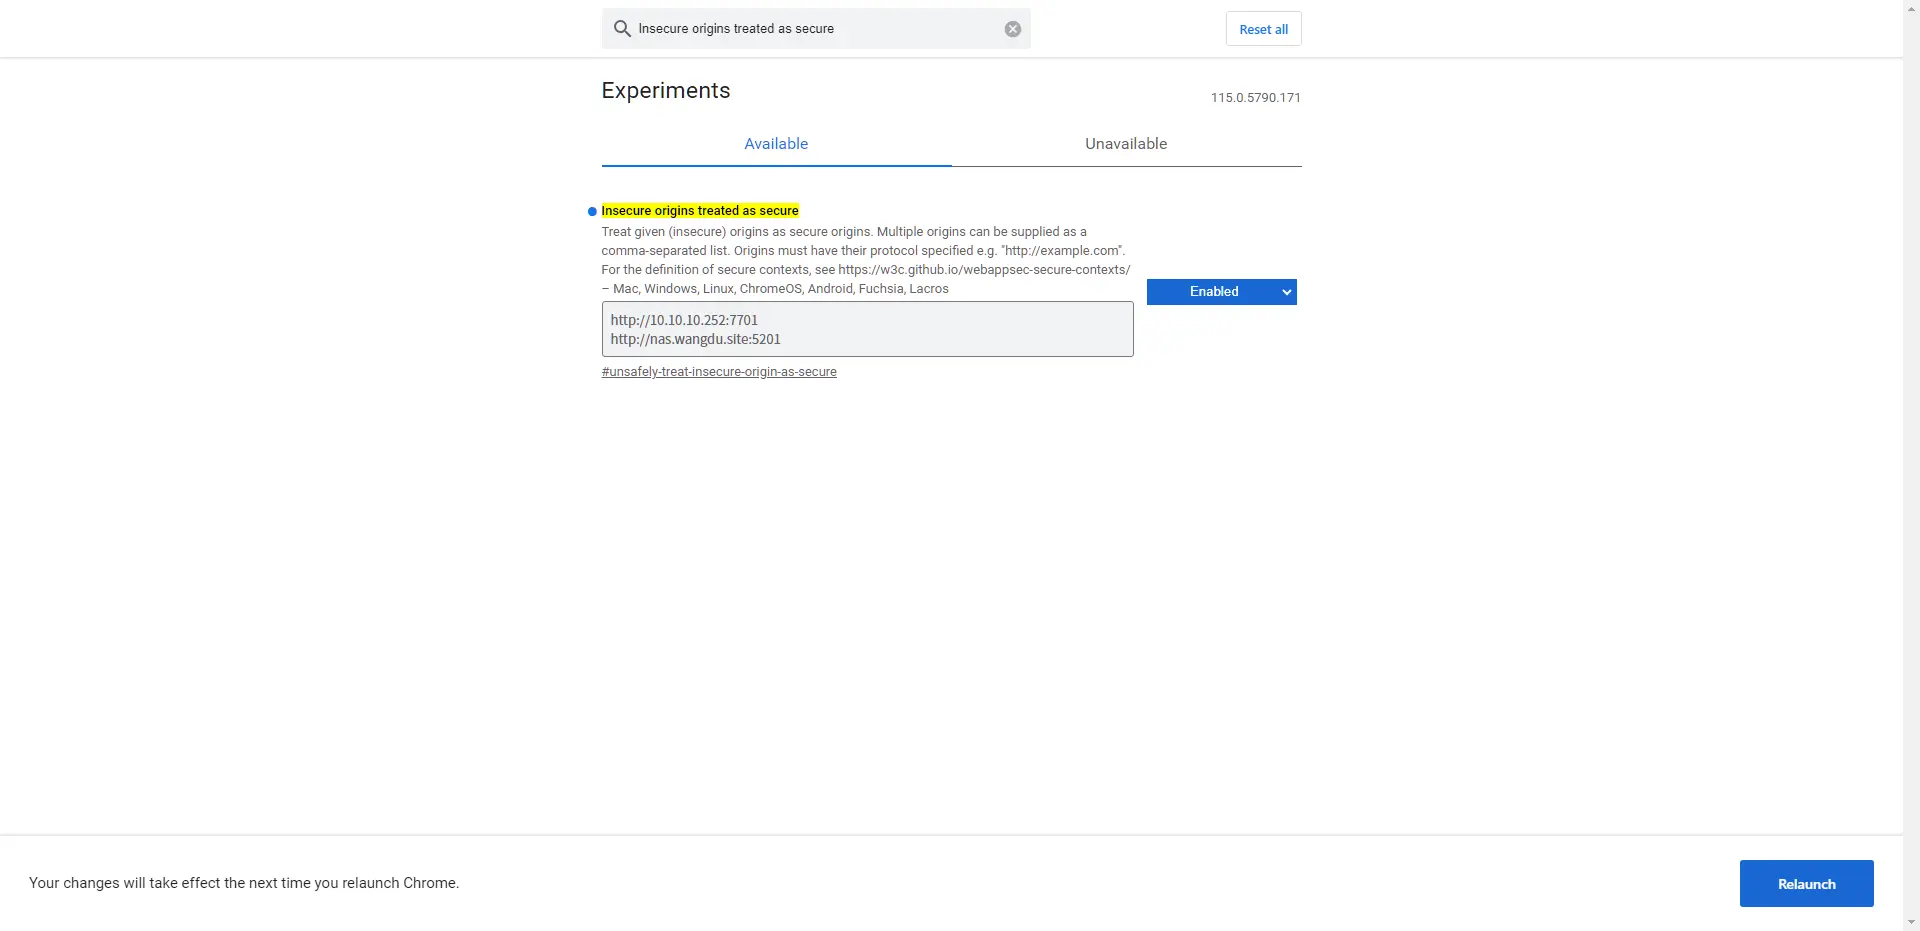 Insecure origins treated as secure
Reset all
Experiments
115.0.5790.171
Available
Unavailable
Insecure origins treated as secure
Treat given (insecure) origins as secure origins. Multiple origins can be supplied as a
comma-separated list. Origins must have their protocol specified e.g. "http://example.com".
For the definition of secure contexts, see https://w3c.github.io/webappsec-secure-contexts/
– Mac, Windows, Linux, ChromeOS, Android, Fuchsia, Lacros
Enabled
http://10.10.10.252:7701
http://nas.wangdu.site:5201
#unsafely-treat-insecure-origin-as-secure
Your changes will take effect the next time you relaunch Chrome.
Relaunch